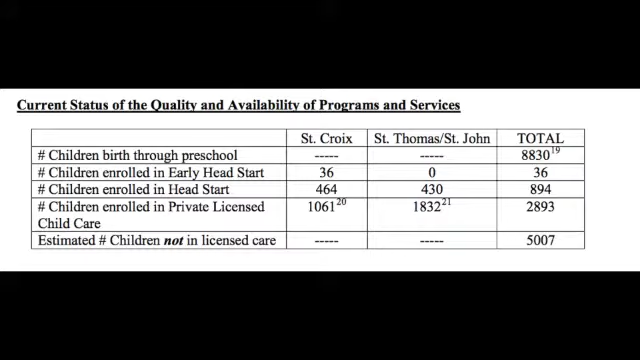 Current Status of the Quality and Availability of Programs and Services
St. Croix St. Thomas/St. John TOTAL
# Children birth through preschool ----- ----- 8830¹⁹
# Children enrolled in Early Head Start 36 0 36
# Children enrolled in Head Start 464 430 894
# Children enrolled in Private Licensed 1061²⁰ 1832²¹ 2893
Child Care
Estimated # Children not in licensed care ----- ----- 5007